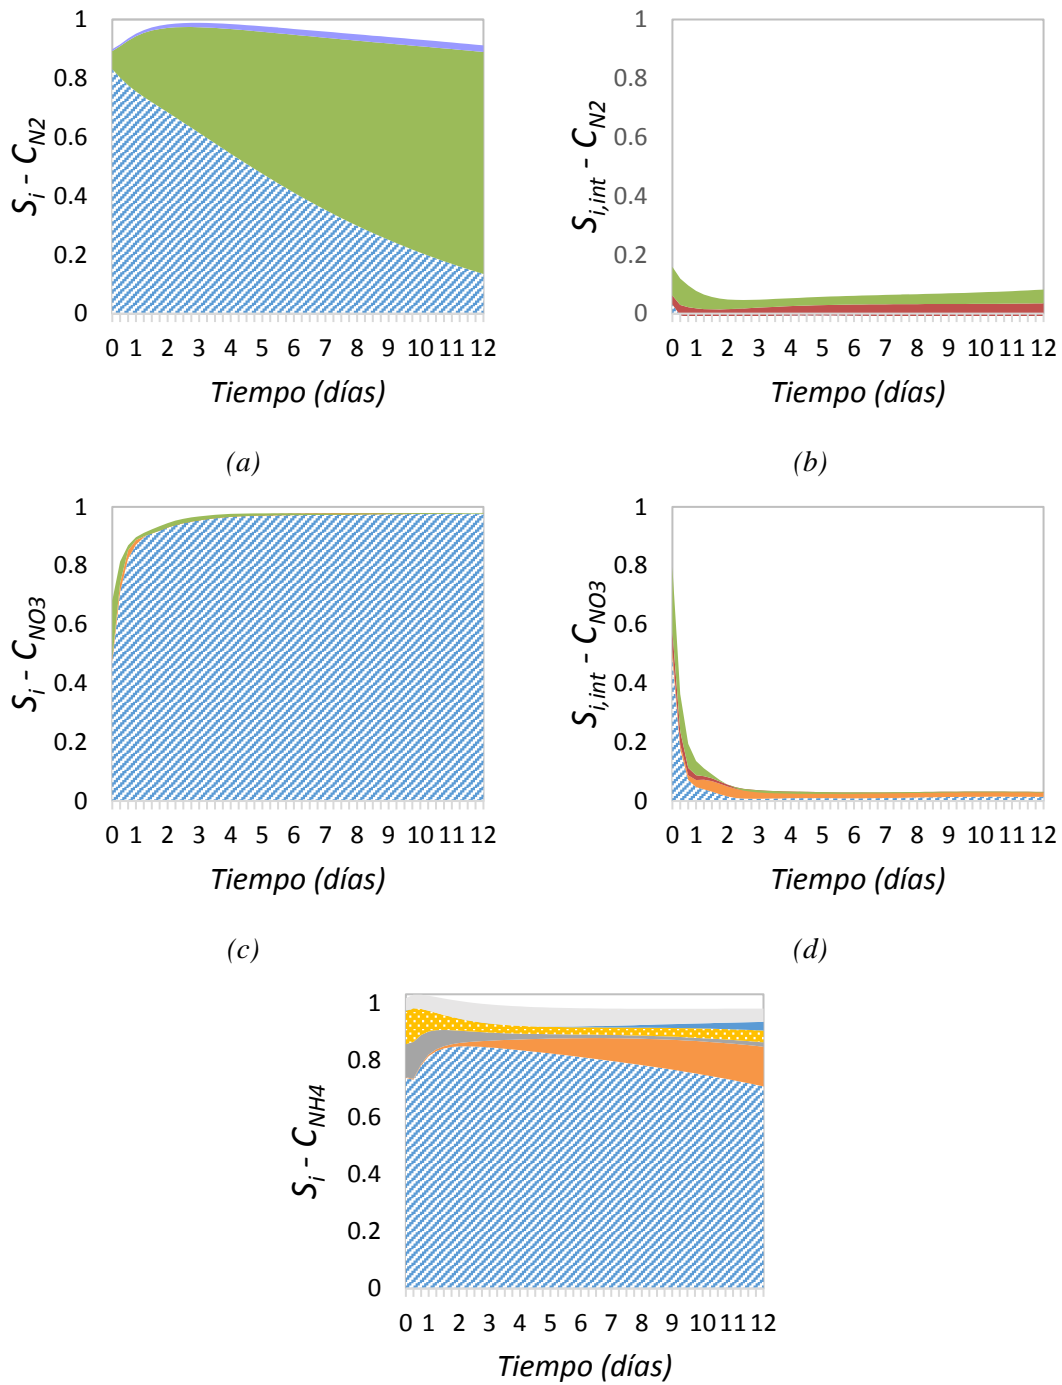 1
0.8
0.6
0.4
0.2
0
S_i - C_N2
0 1 2 3 4 5 6 7 8 9 10 11 12
Tiempo (días)
(a)
1
0.8
0.6
0.4
0.2
0
S_i,int - C_N2
0 1 2 3 4 5 6 7 8 9 10 11 12
Tiempo (días)
(b)
1
0.8
0.6
0.4
0.2
0
S_i - C_NO3
0 1 2 3 4 5 6 7 8 9 10 11 12
Tiempo (días)
(c)
1
0.8
0.6
0.4
0.2
0
S_i,int - C_NO3
0 1 2 3 4 5 6 7 8 9 10 11 12
Tiempo (días)
(d)
1
0.8
0.6
0.4
0.2
0
S_i - C_NH4
0 1 2 3 4 5 6 7 8 9 10 11 12
Tiempo (días)